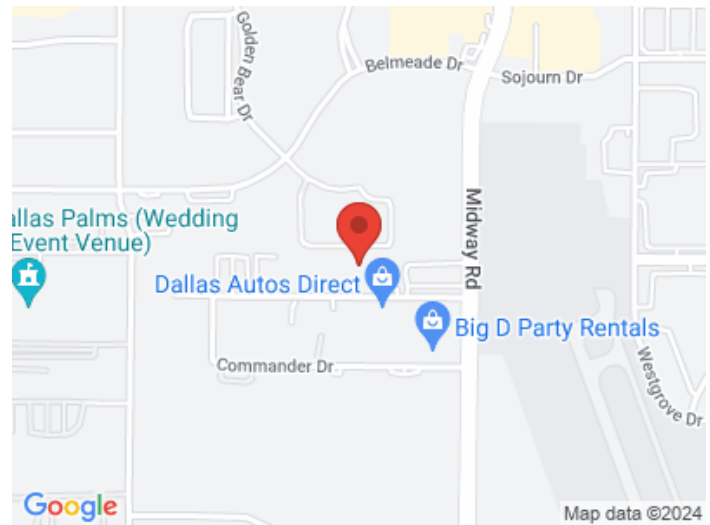 Golden
Bear Dr
Belmeade Dr
Sojourn Dr
allas Palms (Wedding
Event Venue)
Midway Rd
Dallas Autos Direct
Big D Party Rentals
Commander Dr
Westgrove Dr
Google
Map data ©2024